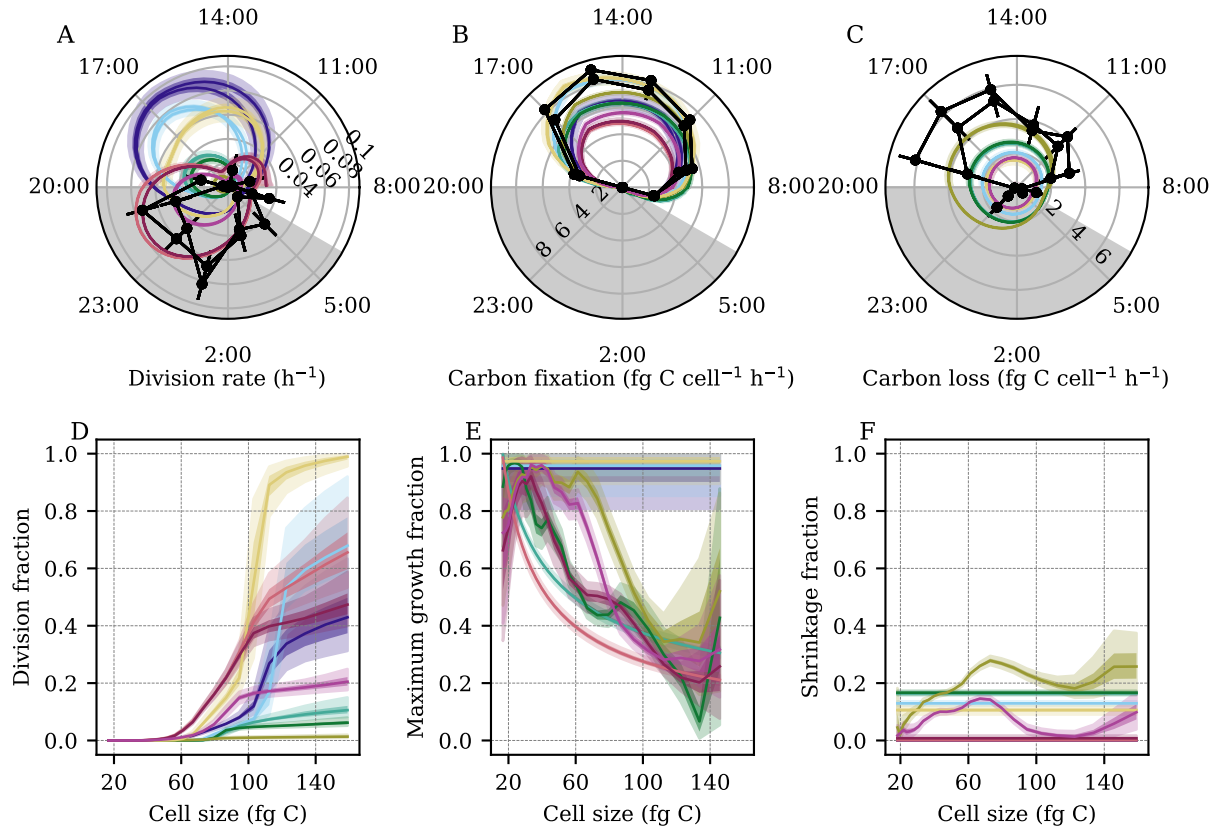 14:00 14:00 14:00
A B C
17:00 11:00 17:00 11:00 17:00 11:00
0.1
0.08
0.06
0.04
20:00 8:00 20:00 8:00 20:00 8:00
2 2
4 4
6 6
8
23:00 5:00 23:00 5:00 23:00 5:00
2:00 2:00 2:00
Division rate (h⁻¹) Carbon fixation (fg C cell⁻¹ h⁻¹) Carbon loss (fg C cell⁻¹ h⁻¹)
D E F
1.0 1.0 1.0
0.8 0.8 0.8
0.6 0.6 0.6
0.4 0.4 0.4
0.2 0.2 0.2
0.0 0.0 0.0
Division fraction
Maximum growth fraction
Shrinkage fraction
20 60 100 140 20 60 100 140 20 60 100 140
Cell size (fg C) Cell size (fg C) Cell size (fg C)